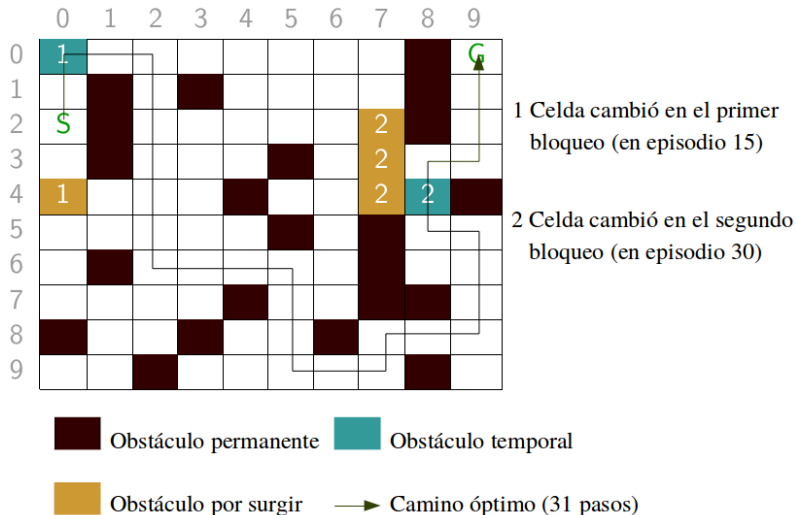 0 1 2 3 4 5 6 7 8 9
0 1 G
1
2 S 2
3 2
4 1 2 2
5
6
7
8
9
1 Celda cambió en el primer
bloqueo (en episodio 15)
2 Celda cambió en el segundo
bloqueo (en episodio 30)
Obstáculo permanente
Obstáculo temporal
Obstáculo por surgir
Camino óptimo (31 pasos)